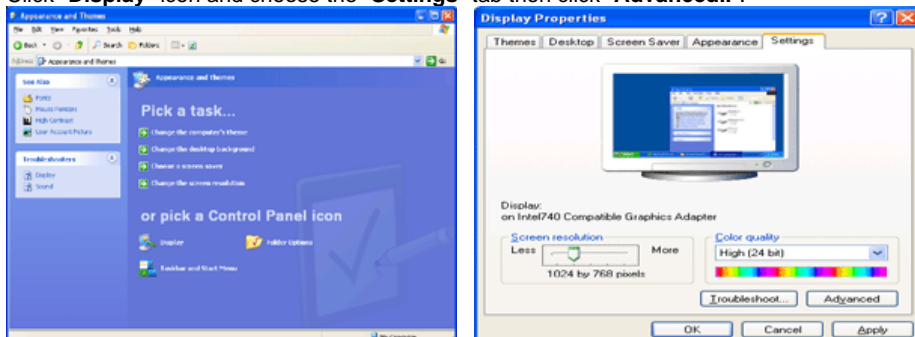 Click "Display" icon and choose the "Settings" tab then click "Advanced..".
Appearance and Themes
File Edit View Favorites Tools Help
Back Search Folders
Address Appearance and Themes Go
See Also
Fonts
Mouse Pointers
High Contrast
User Account Picture
Troubleshooters
Display
Sound
Appearance and Themes
Pick a task...
Change the computer's theme
Change the desktop background
Choose a screen saver
Change the screen resolution
or pick a Control Panel icon
Display Folder Options
Taskbar and Start Menu
My Computer
Display Properties
Themes Desktop Screen Saver Appearance Settings
Display:
on Intel740 Compatible Graphics Adapter
Screen resolution
Less More
1024 by 768 pixels
Color quality
High (24 bit)
Troubleshoot... Advanced
OK Cancel Apply